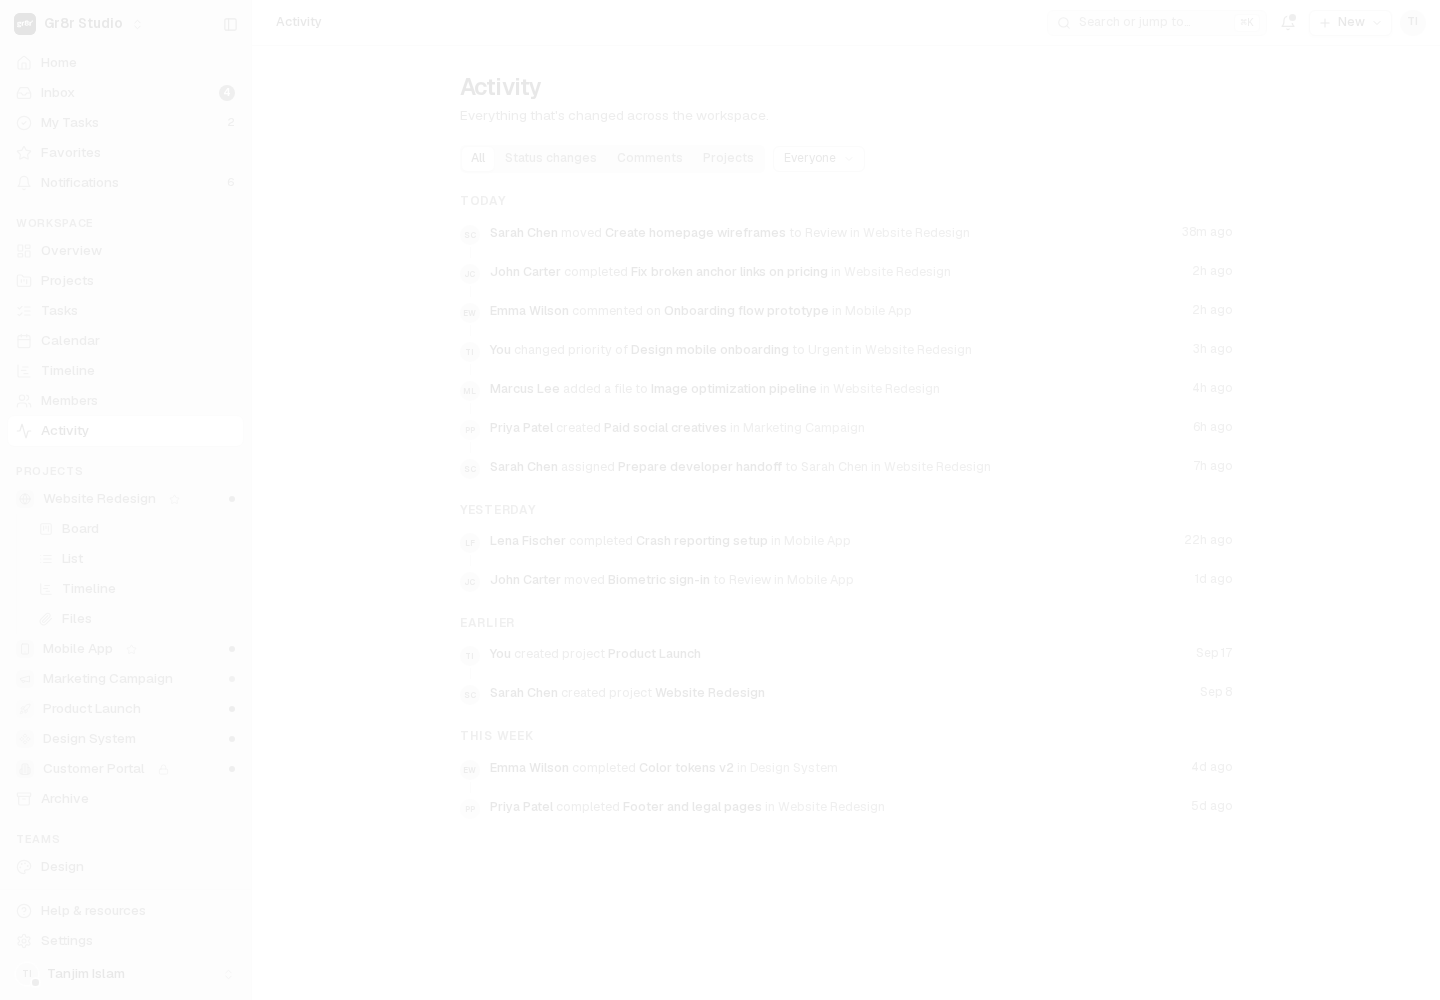 Gr8r Studio
Home
Inbox 4
My Tasks 2
Favorites
Notifications 6
WORKSPACE
Overview
Projects
Tasks
Calendar
Timeline
Members
Activity
PROJECTS
Website Redesign
Board
List
Timeline
Files
Mobile App
Marketing Campaign
Product Launch
Design System
Customer Portal
Archive
TEAMS
Design
Help & resources
Settings
TI Tanjim Islam
Activity
Search or jump to... ⌘K
New
TI
Activity
Everything that's changed across the workspace.
All Status changes Comments Projects Everyone
TODAY
SC Sarah Chen moved Create homepage wireframes to Review in Website Redesign 38m ago
JC John Carter completed Fix broken anchor links on pricing in Website Redesign 2h ago
EW Emma Wilson commented on Onboarding flow prototype in Mobile App 2h ago
TI You changed priority of Design mobile onboarding to Urgent in Website Redesign 3h ago
ML Marcus Lee added a file to Image optimization pipeline in Website Redesign 4h ago
PP Priya Patel created Paid social creatives in Marketing Campaign 6h ago
SC Sarah Chen assigned Prepare developer handoff to Sarah Chen in Website Redesign 7h ago
YESTERDAY
LF Lena Fischer completed Crash reporting setup in Mobile App 22h ago
JC John Carter moved Biometric sign-in to Review in Mobile App 1d ago
EARLIER
TI You created project Product Launch Sep 17
SC Sarah Chen created project Website Redesign Sep 8
THIS WEEK
EW Emma Wilson completed Color tokens v2 in Design System 4d ago
PP Priya Patel completed Footer and legal pages in Website Redesign 5d ago